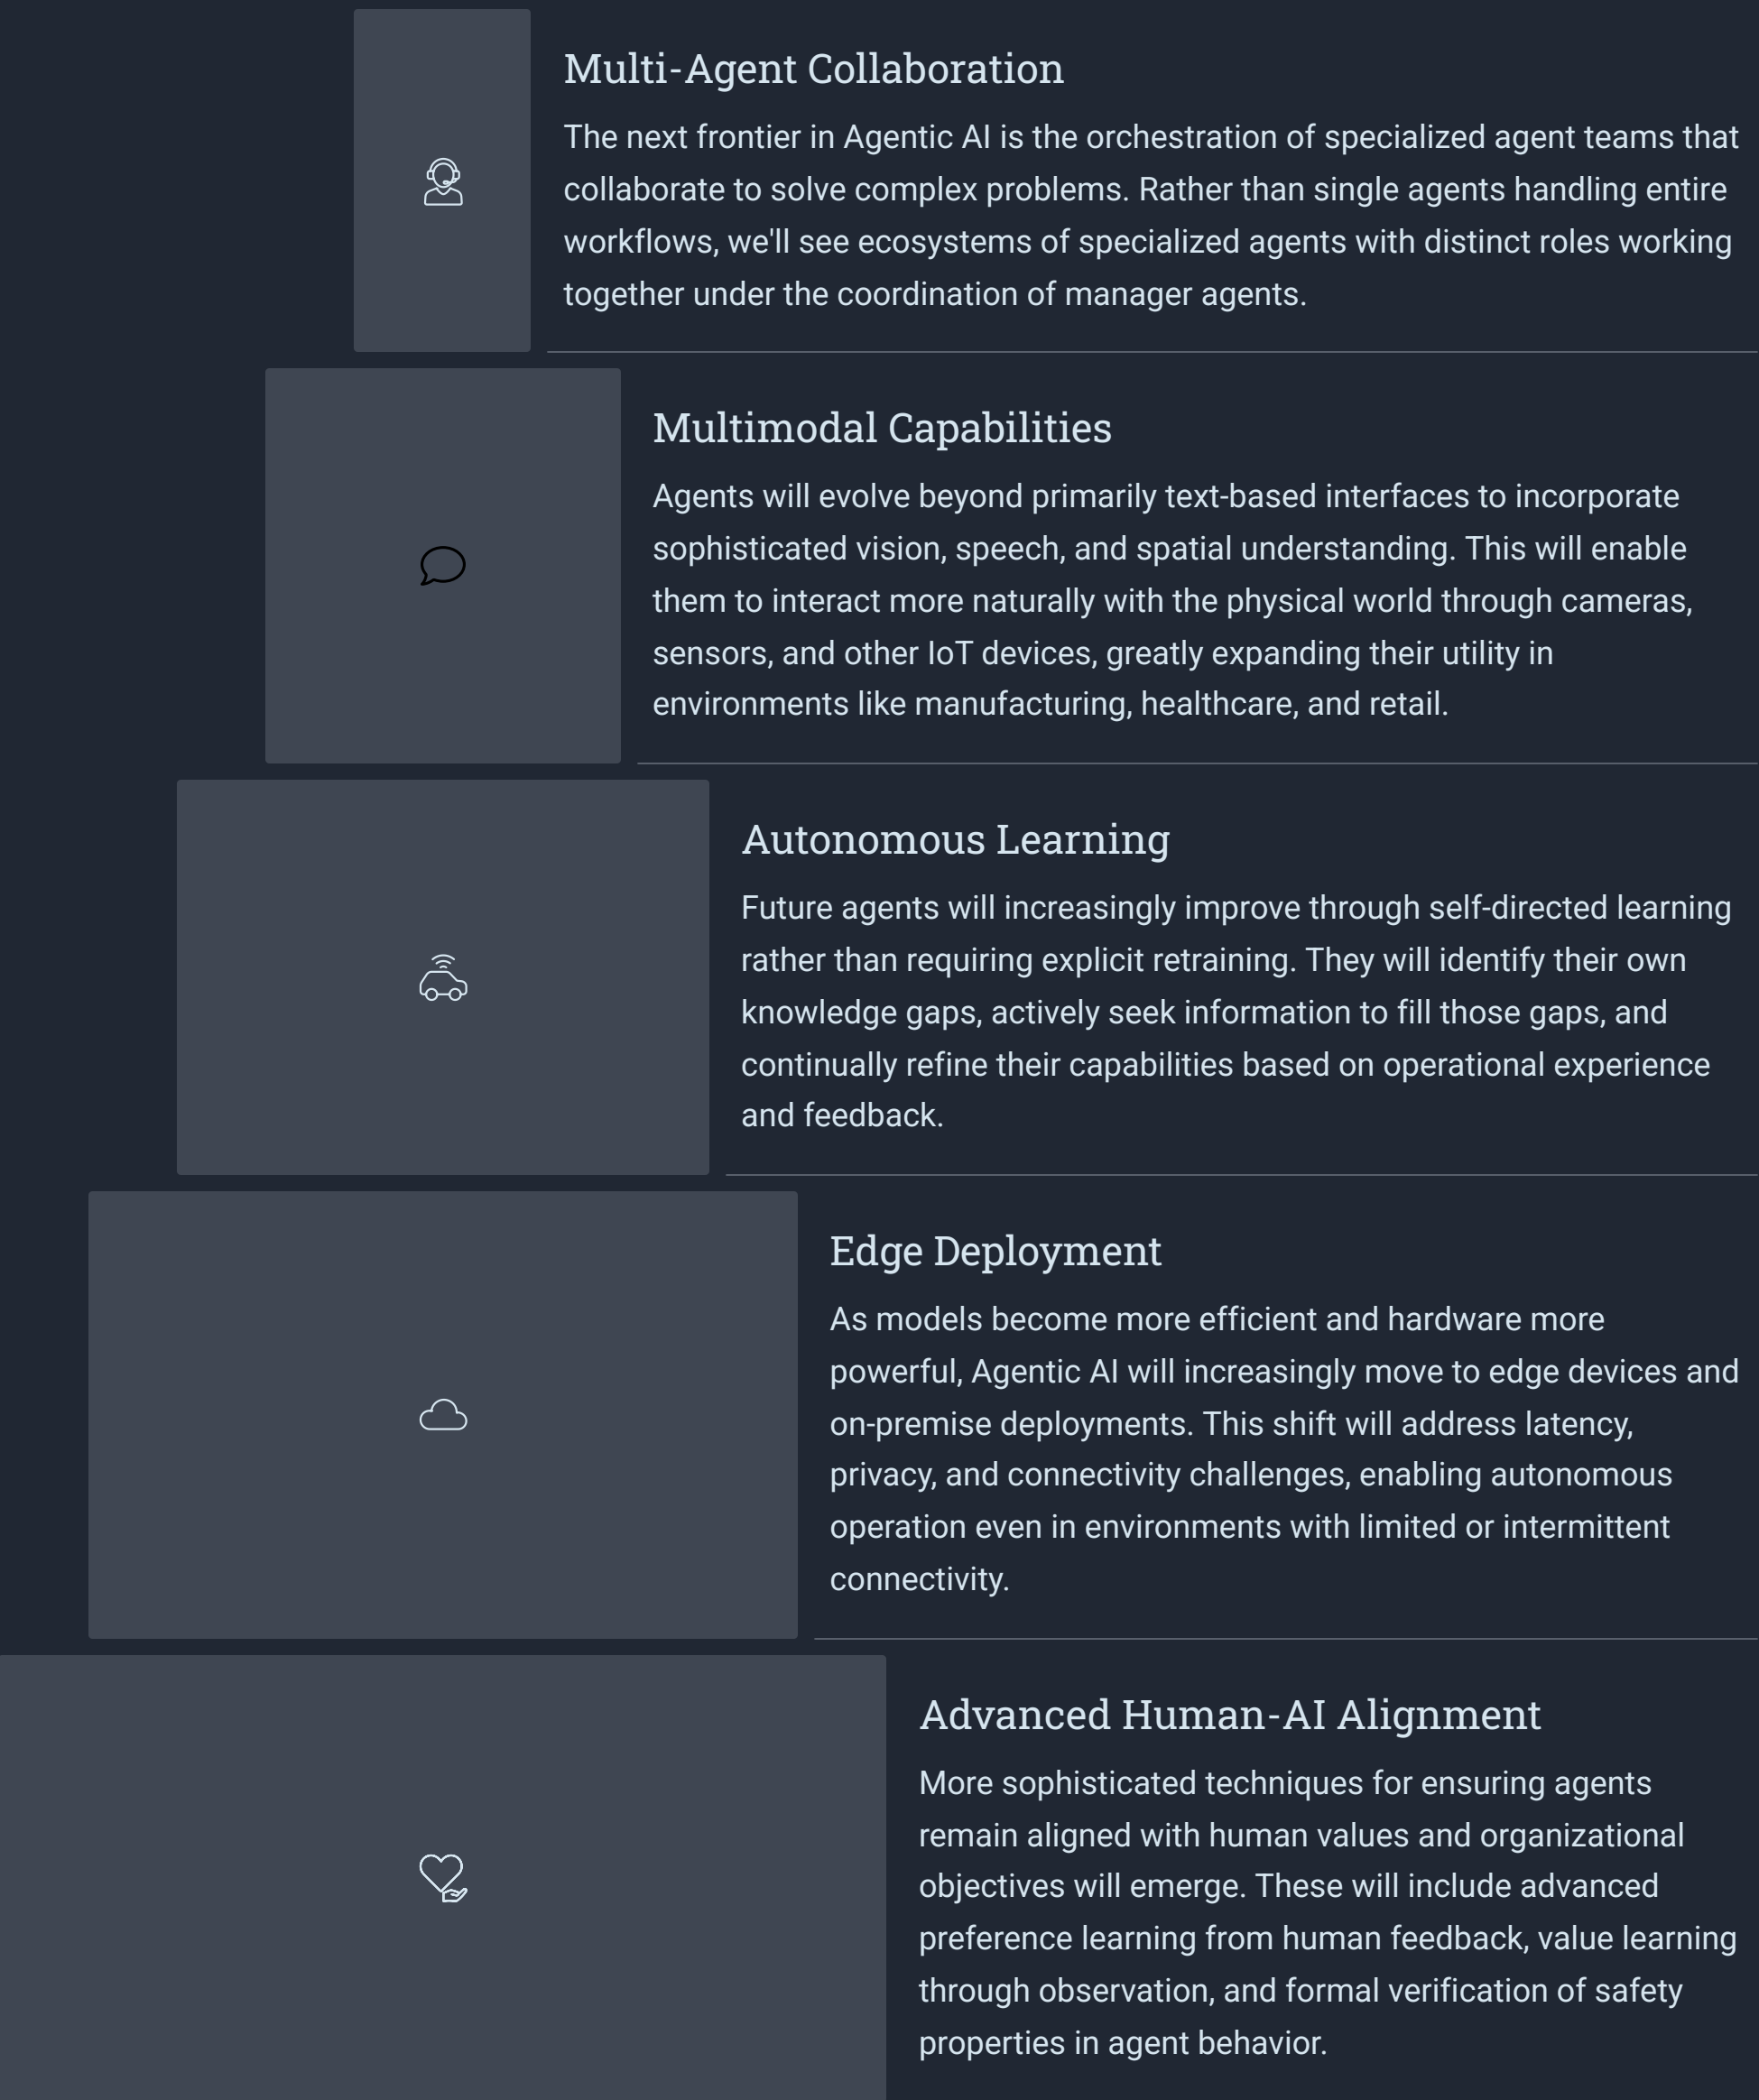 Multi-Agent Collaboration
The next frontier in Agentic AI is the orchestration of specialized agent teams that
collaborate to solve complex problems. Rather than single agents handling entire
workflows, we'll see ecosystems of specialized agents with distinct roles working
together under the coordination of manager agents.
Multimodal Capabilities
Agents will evolve beyond primarily text-based interfaces to incorporate
sophisticated vision, speech, and spatial understanding. This will enable
them to interact more naturally with the physical world through cameras,
sensors, and other IoT devices, greatly expanding their utility in
environments like manufacturing, healthcare, and retail.
Autonomous Learning
Future agents will increasingly improve through self-directed learning
rather than requiring explicit retraining. They will identify their own
knowledge gaps, actively seek information to fill those gaps, and
continually refine their capabilities based on operational experience
and feedback.
Edge Deployment
As models become more efficient and hardware more
powerful, Agentic AI will increasingly move to edge devices and
on-premise deployments. This shift will address latency,
privacy, and connectivity challenges, enabling autonomous
operation even in environments with limited or intermittent
connectivity.
Advanced Human-AI Alignment
More sophisticated techniques for ensuring agents
remain aligned with human values and organizational
objectives will emerge. These will include advanced
preference learning from human feedback, value learning
through observation, and formal verification of safety
properties in agent behavior.